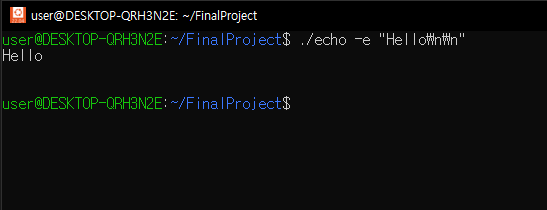 user@DESKTOP-QRH3N2E: ~/FinalProject
user@DESKTOP-QRH3N2E:~/FinalProject$ ./echo -e "Hello₩n₩n"
Hello
user@DESKTOP-QRH3N2E:~/FinalProject$